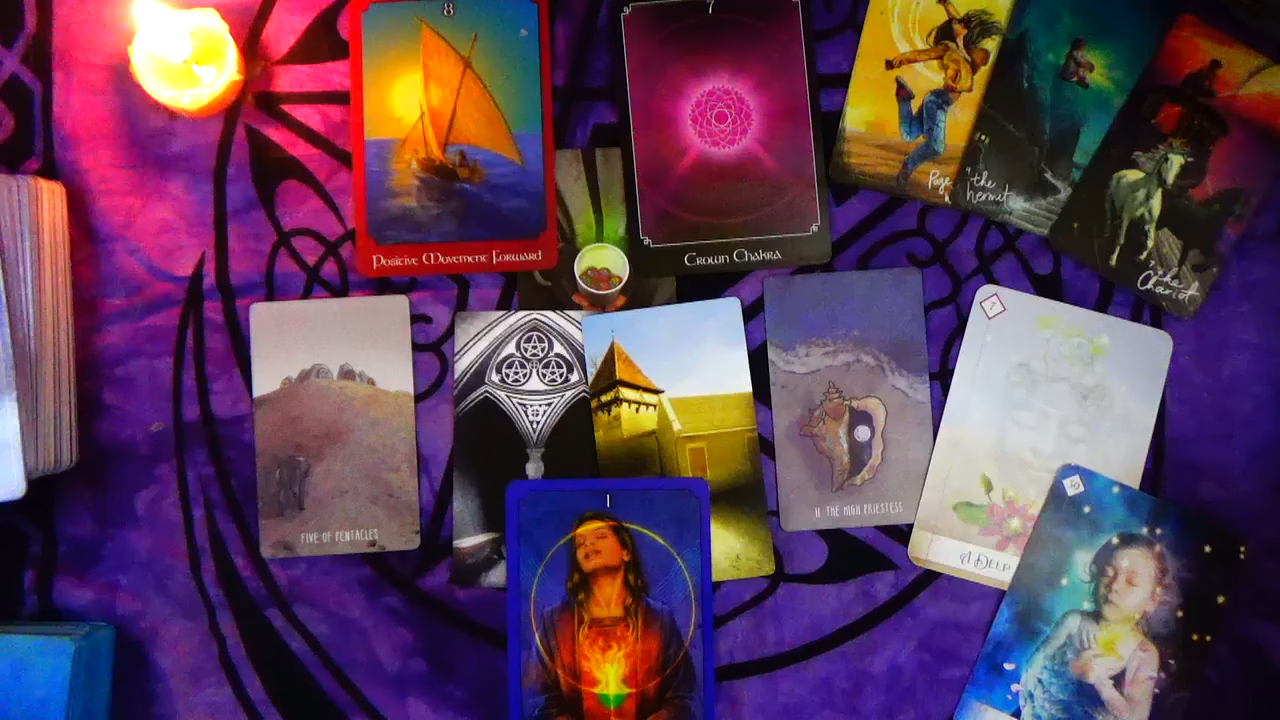 8
Positive Movement Forward
7
Crown Chakra
Page
the
hermit
the
Chariot
FIVE OF PENTACLES
II THE HIGH PRIESTESS
A HELP
1